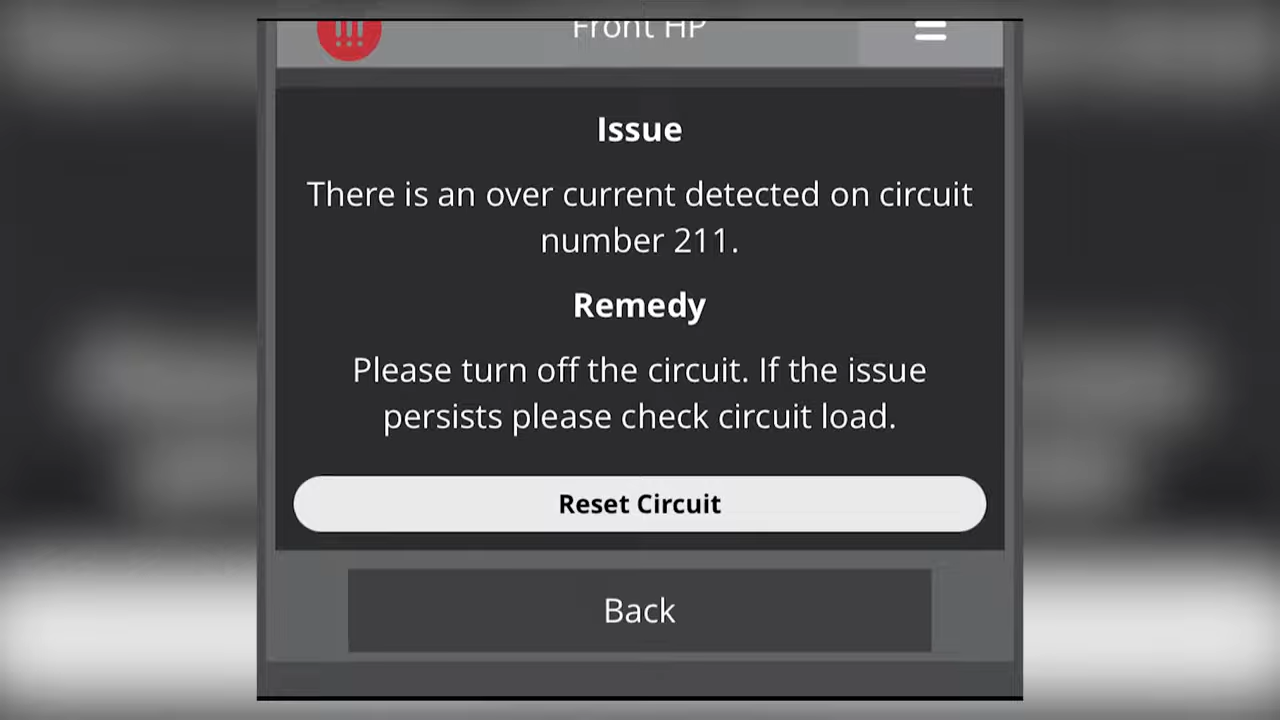 Front HP
Issue
There is an over current detected on circuit
number 211.
Remedy
Please turn off the circuit. If the issue
persists please check circuit load.
Reset Circuit
Back